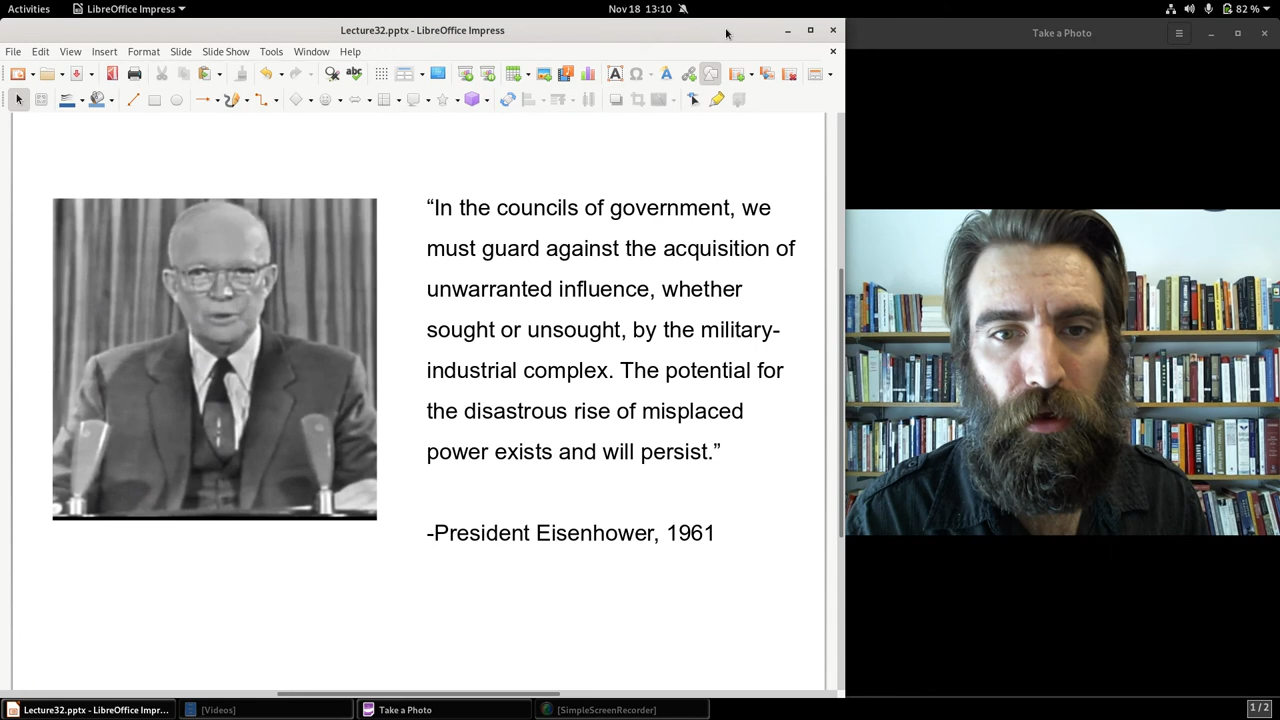 Activities
LibreOffice Impress
Nov 18 13:10
82 %
Lecture32.pptx - LibreOffice Impress
Take a Photo
File Edit View Insert Format Slide Slide Show Tools Window Help
“In the councils of government, we
must guard against the acquisition of
unwarranted influence, whether
sought or unsought, by the military-
industrial complex. The potential for
the disastrous rise of misplaced
power exists and will persist.”
-President Eisenhower, 1961
Lecture32.pptx - LibreOffice Impr...
[Videos]
Take a Photo
[SimpleScreenRecorder]
1 / 2